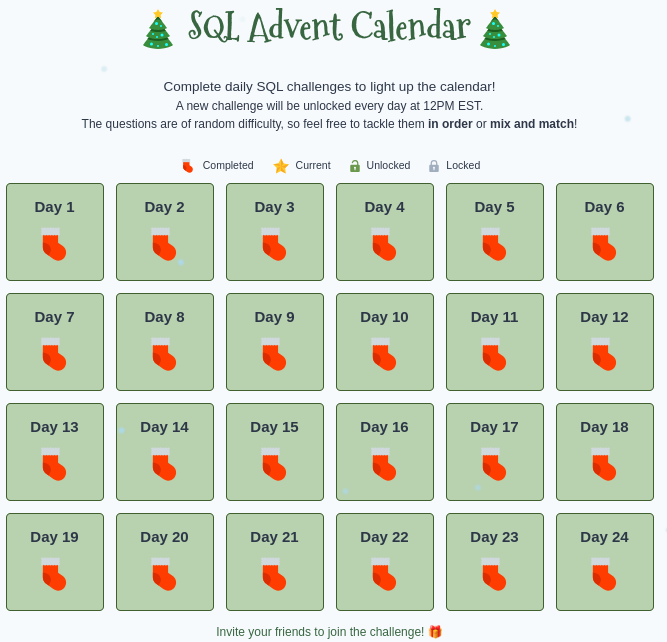 SQL Advent Calendar
Complete daily SQL challenges to light up the calendar!
A new challenge will be unlocked every day at 12PM EST.
The questions are of random difficulty, so feel free to tackle them in order or mix and match!
Completed Current Unlocked Locked
Day 1 Day 2 Day 3 Day 4 Day 5 Day 6
Day 7 Day 8 Day 9 Day 10 Day 11 Day 12
Day 13 Day 14 Day 15 Day 16 Day 17 Day 18
Day 19 Day 20 Day 21 Day 22 Day 23 Day 24
Invite your friends to join the challenge! 🎁